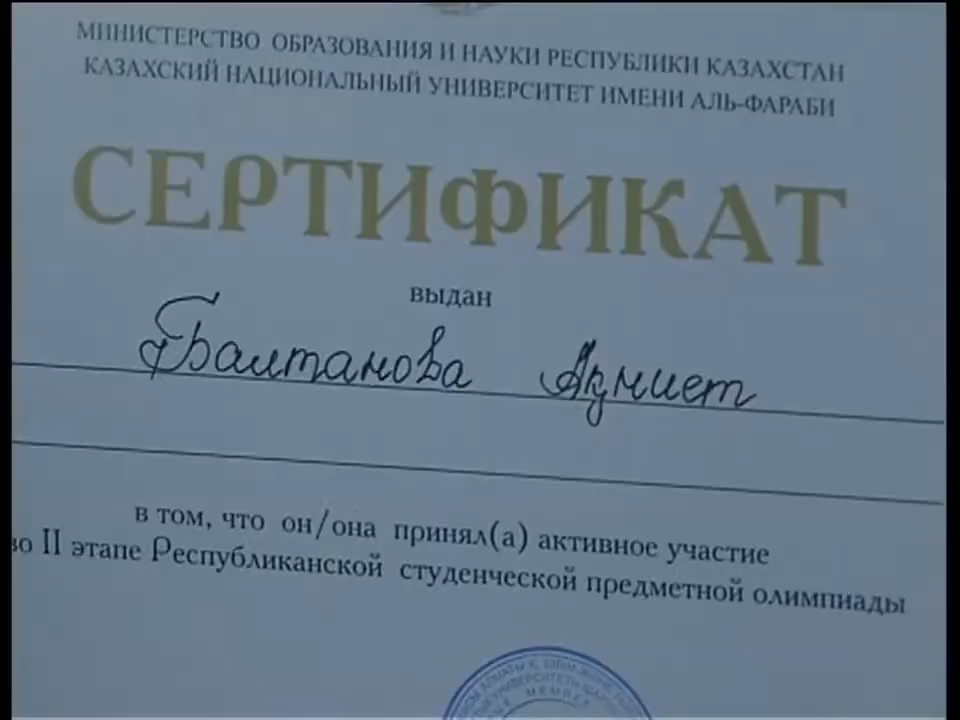 МИНИСТЕРСТВО ОБРАЗОВАНИЯ И НАУКИ РЕСПУБЛИКИ КАЗАХСТАН
КАЗАХСКИЙ НАЦИОНАЛЬНЫЙ УНИВЕРСИТЕТ ИМЕНИ АЛЬ-ФАРАБИ
СЕРТИФИКАТ
выдан
Балтанова Ақниет
в том, что он/она принял(а) активное участие
во II этапе Республиканской студенческой предметной олимпиады